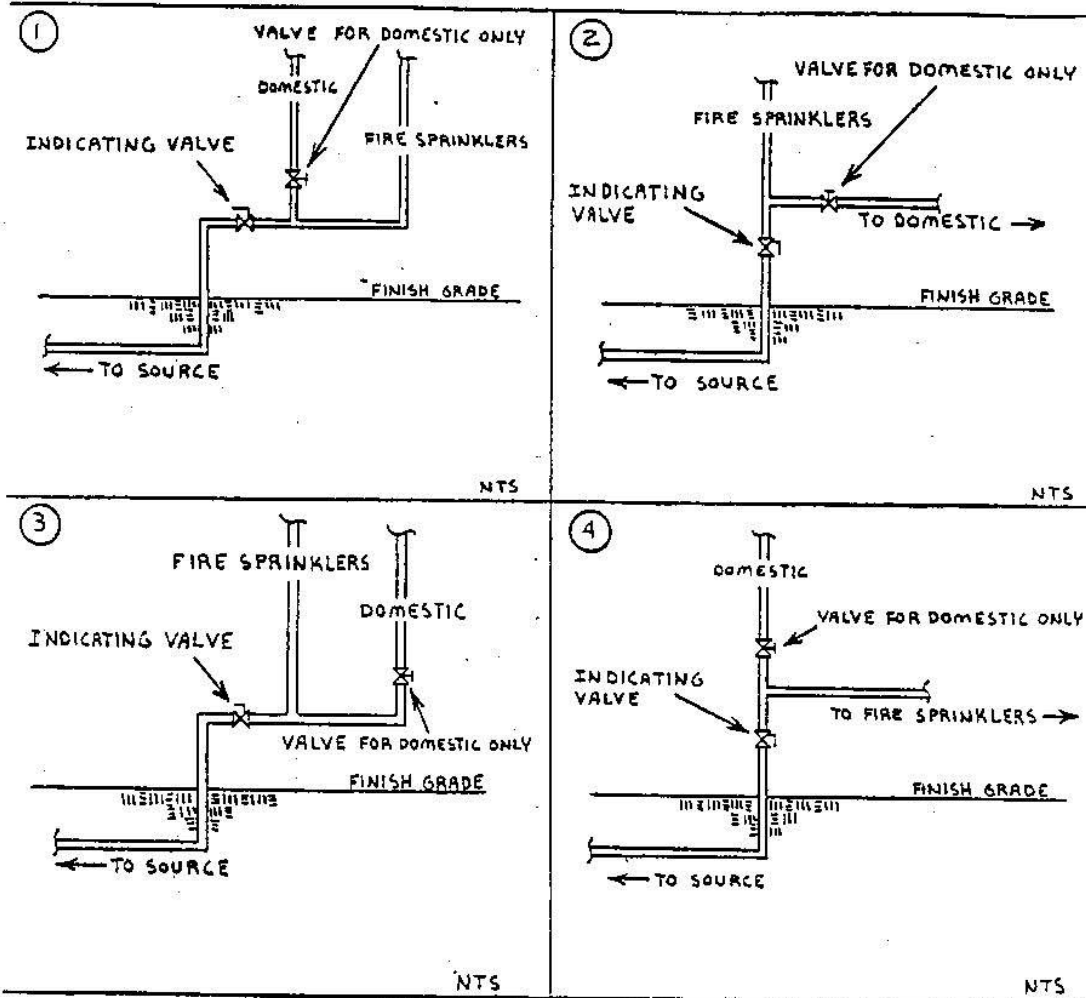 1
VALVE FOR DOMESTIC ONLY
DOMESTIC
INDICATING VALVE
FIRE SPRINKLERS
FINISH GRADE
TO SOURCE
NTS
2
VALVE FOR DOMESTIC ONLY
FIRE SPRINKLERS
INDICATING
VALVE
TO DOMESTIC
FINISH GRADE
TO SOURCE
NTS
3
FIRE SPRINKLERS
DOMESTIC
INDICATING VALVE
VALVE FOR DOMESTIC ONLY
FINISH GRADE
TO SOURCE
NTS
4
DOMESTIC
VALVE FOR DOMESTIC ONLY
INDICATING
VALVE
TO FIRE SPRINKLERS
FINISH GRADE
TO SOURCE
NTS